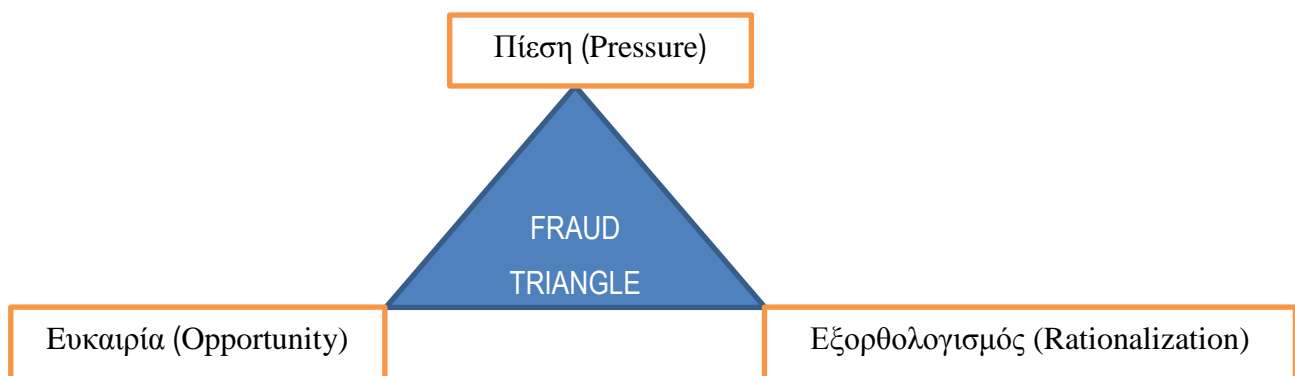 Πίεση (Pressure)
FRAUD
TRIANGLE
Ευκαιρία (Opportunity)
Εξορθολογισμός (Rationalization)